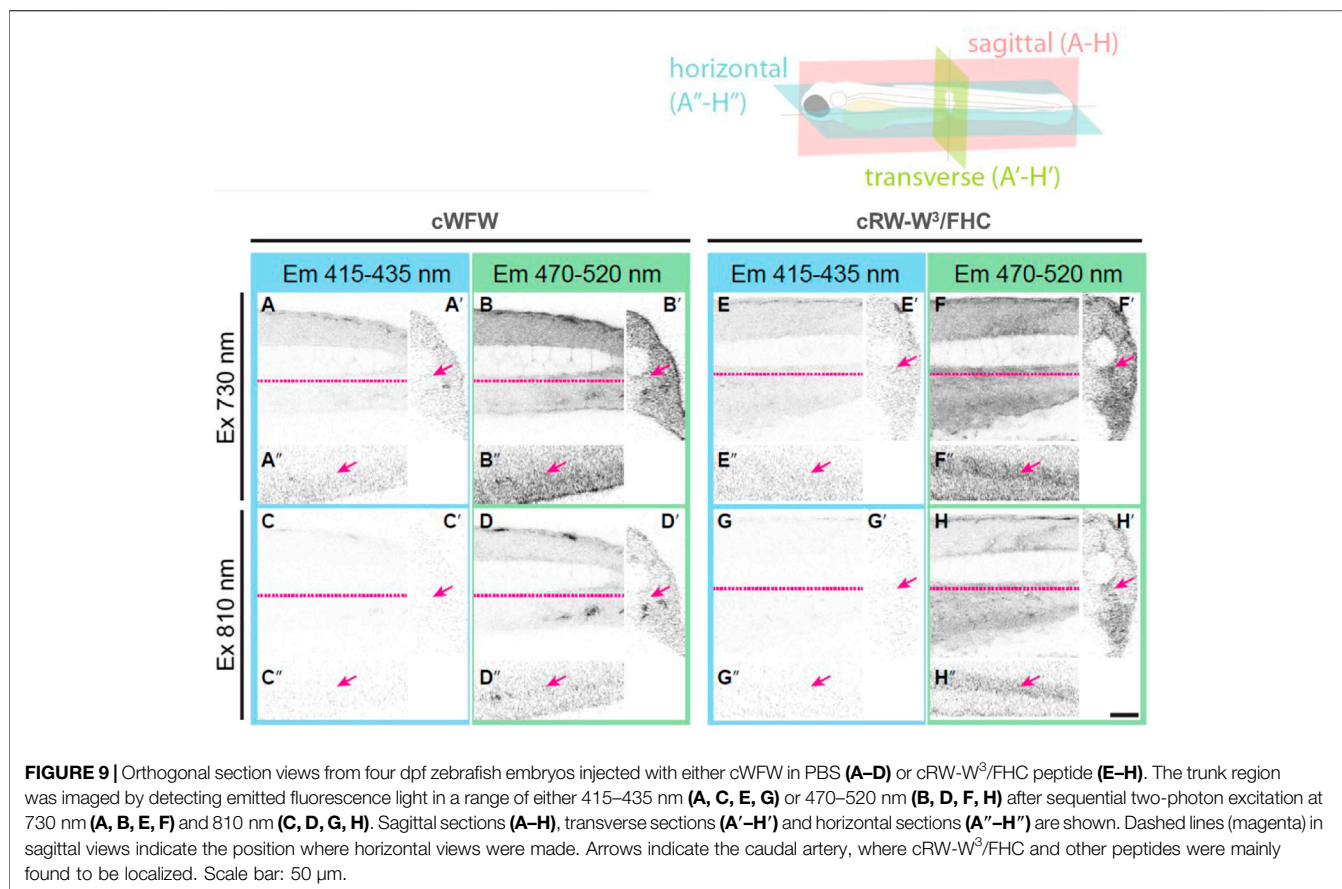 sagittal (A-H)
horizontal
(A″-H″)
transverse (A′-H′)
cWFW
cRW-W³/FHC
Em 415-435 nm
Em 470-520 nm
Em 415-435 nm
Em 470-520 nm
Ex 730 nm
A
A′
B
B′
E
E′
F
F′
A″
B″
E″
F″
Ex 810 nm
C
C′
D
D′
G
G′
H
H′
C″
D″
G″
H″
FIGURE 9 | Orthogonal section views from four dpf zebrafish embryos injected with either cWFW in PBS (A–D) or cRW-W³/FHC peptide (E–H). The trunk region
was imaged by detecting emitted fluorescence light in a range of either 415–435 nm (A, C, E, G) or 470–520 nm (B, D, F, H) after sequential two-photon excitation at
730 nm (A, B, E, F) and 810 nm (C, D, G, H). Sagittal sections (A–H), transverse sections (A′–H′) and horizontal sections (A″–H″) are shown. Dashed lines (magenta) in
sagittal views indicate the position where horizontal views were made. Arrows indicate the caudal artery, where cRW-W³/FHC and other peptides were mainly
found to be localized. Scale bar: 50 µm.